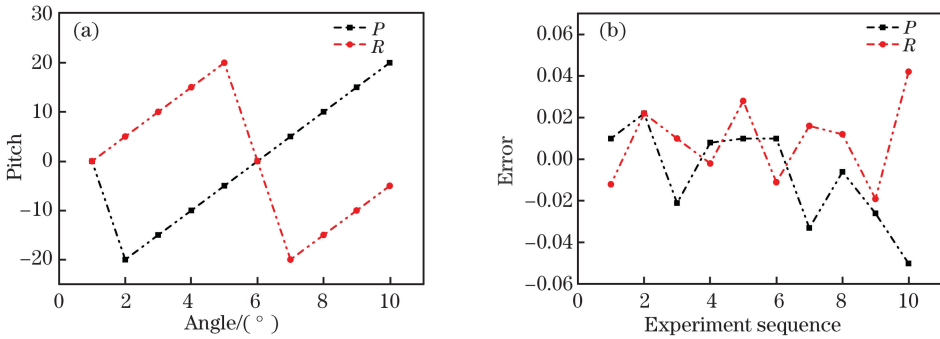 (a)
P
R
30
20
10
0
−10
−20
Pitch
0
2
4
6
8
10
Angle/(°)
(b)
P
R
0.06
0.04
0.02
0.00
−0.02
−0.04
−0.06
Error
0
2
4
6
8
10
Experiment sequence